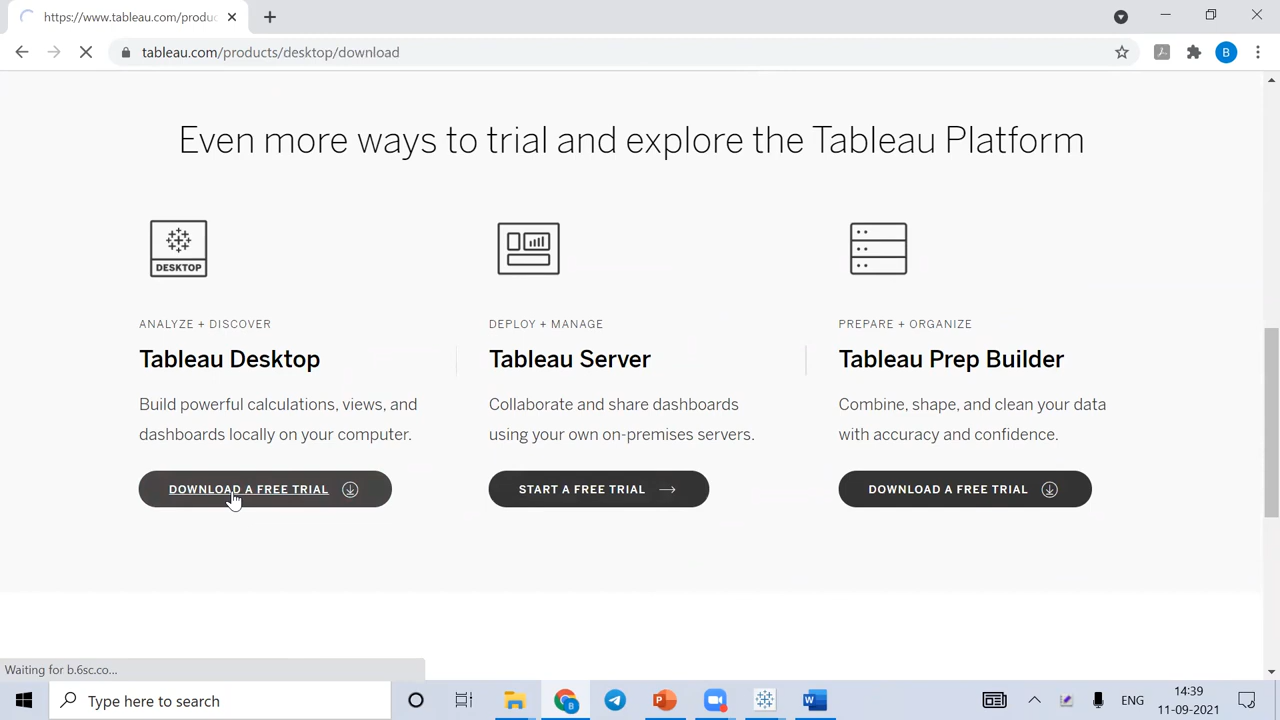 https://www.tableau.com/produc
tableau.com/products/desktop/download
B
Even more ways to trial and explore the Tableau Platform
DESKTOP
ANALYZE + DISCOVER
DEPLOY + MANAGE
PREPARE + ORGANIZE
Tableau Desktop
Tableau Server
Tableau Prep Builder
Build powerful calculations, views, and
dashboards locally on your computer.
Collaborate and share dashboards
using your own on-premises servers.
Combine, shape, and clean your data
with accuracy and confidence.
DOWNLOAD A FREE TRIAL
START A FREE TRIAL
DOWNLOAD A FREE TRIAL
Waiting for b.6sc.co...
Type here to search
ENG
14:39
11-09-2021